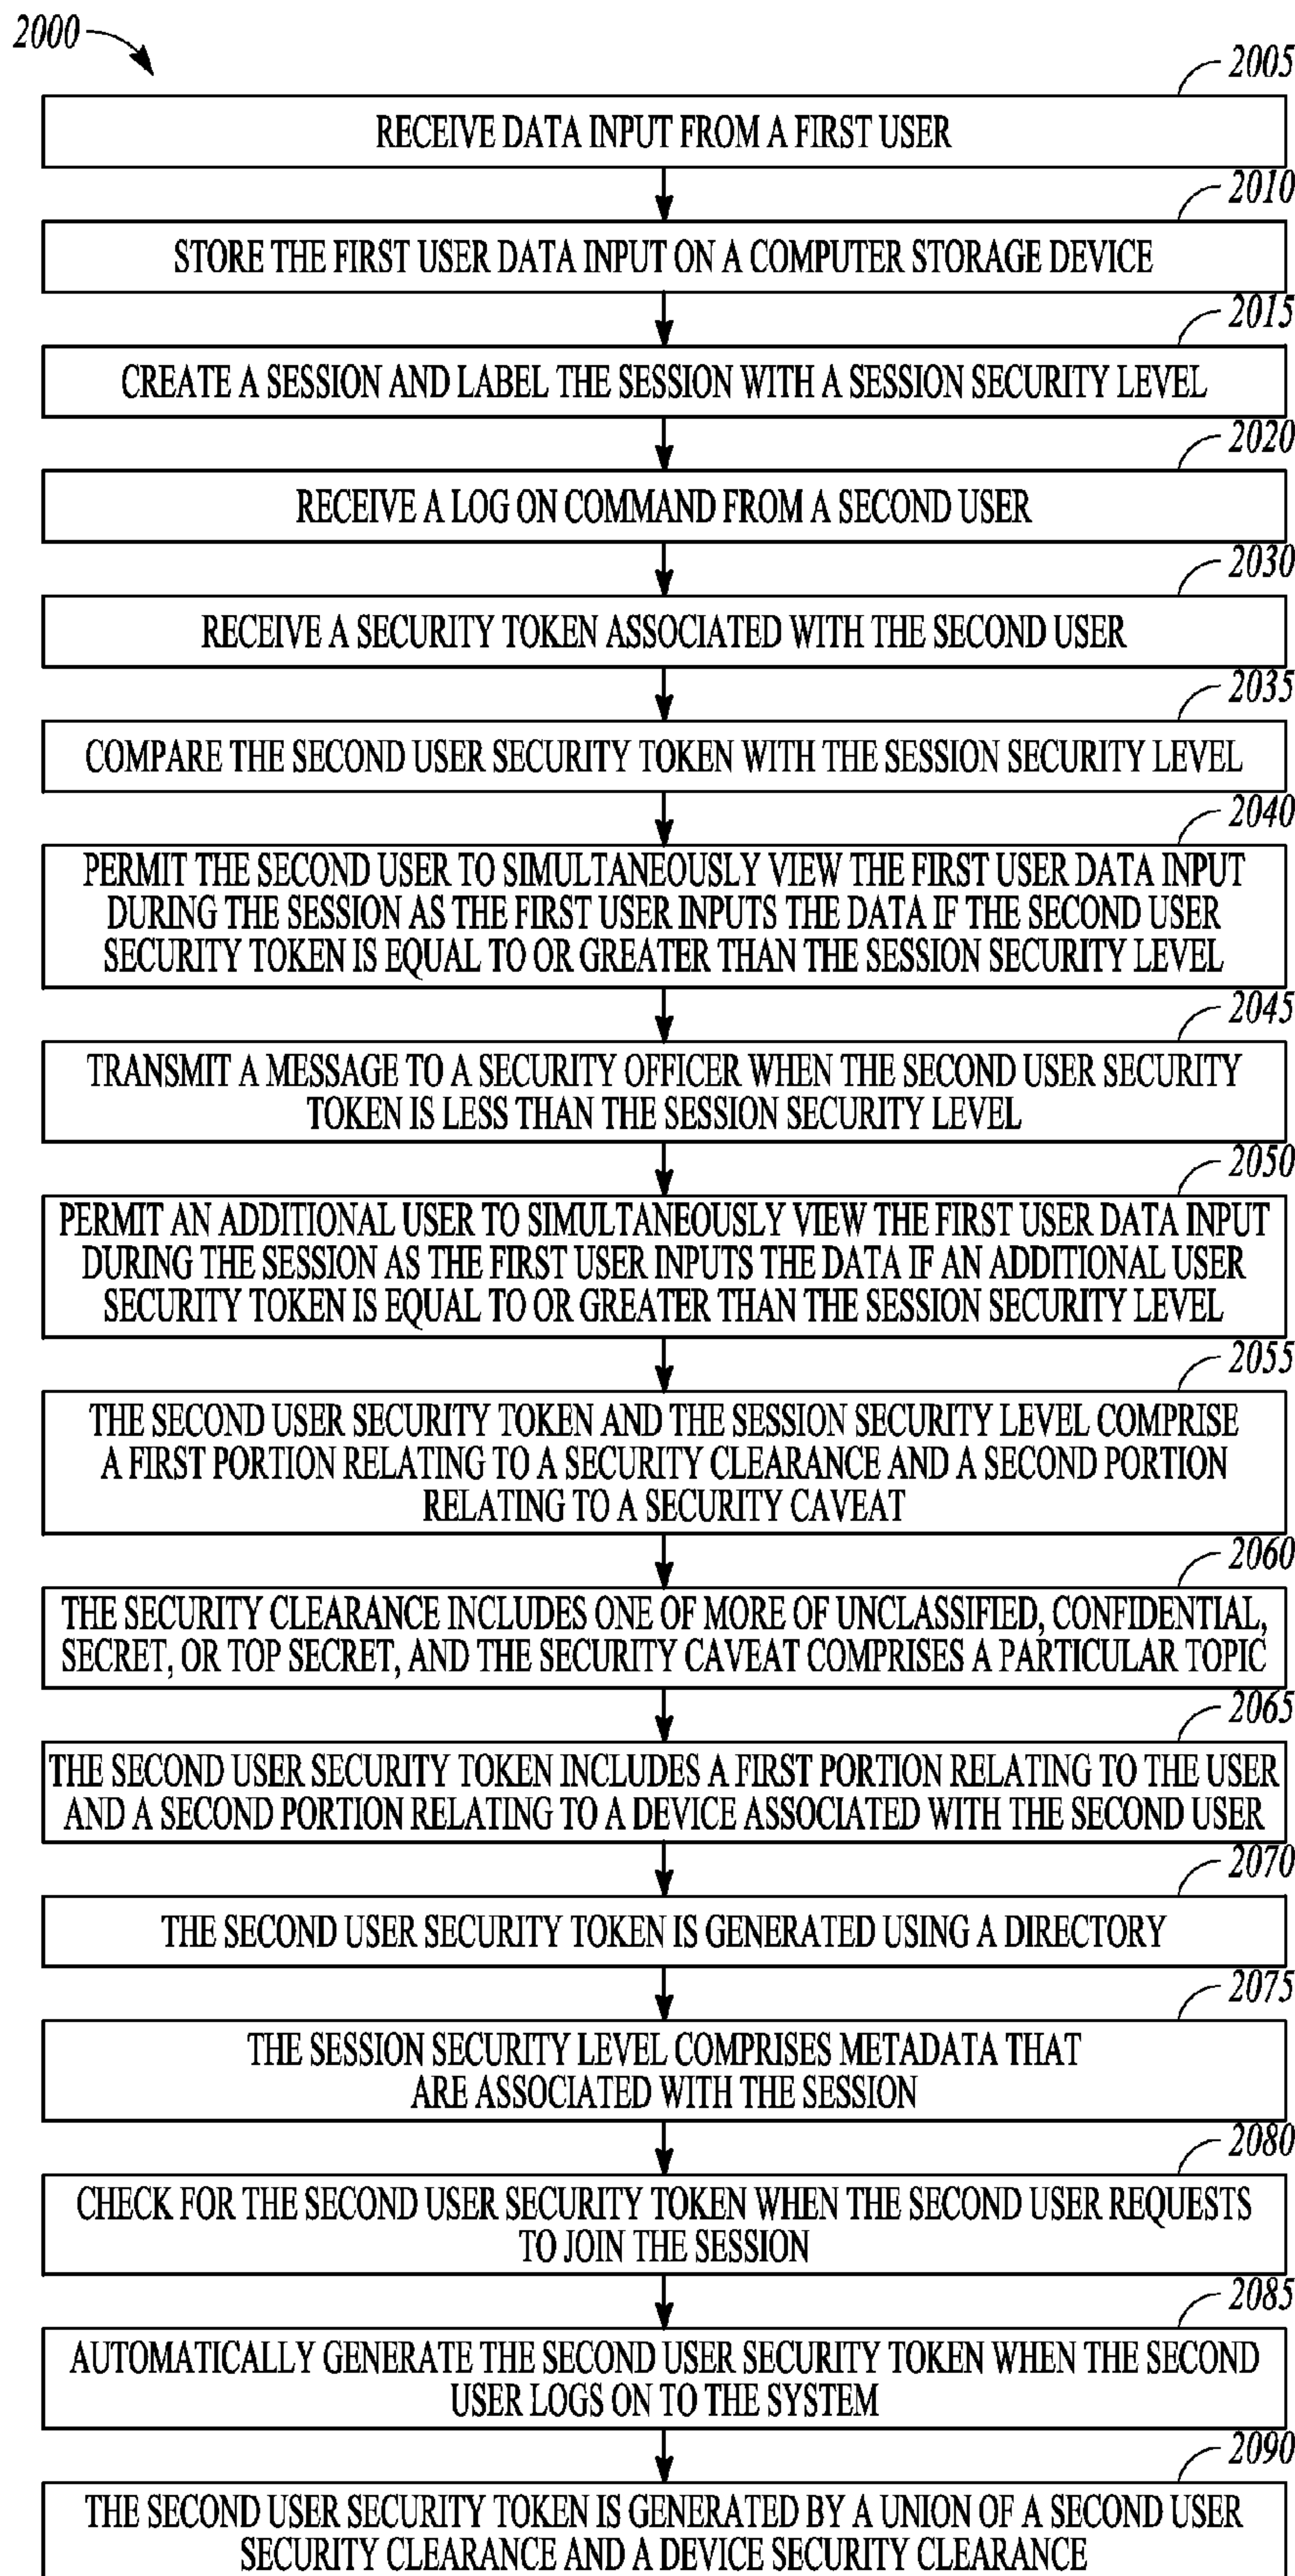 2000
2005
RECEIVE DATA INPUT FROM A FIRST USER
2010
STORE THE FIRST USER DATA INPUT ON A COMPUTER STORAGE DEVICE
2015
CREATE A SESSION AND LABEL THE SESSION WITH A SESSION SECURITY LEVEL
2020
RECEIVE A LOG ON COMMAND FROM A SECOND USER
2030
RECEIVE A SECURITY TOKEN ASSOCIATED WITH THE SECOND USER
2035
COMPARE THE SECOND USER SECURITY TOKEN WITH THE SESSION SECURITY LEVEL
2040
PERMIT THE SECOND USER TO SIMULTANEOUSLY VIEW THE FIRST USER DATA INPUT
DURING THE SESSION AS THE FIRST USER INPUTS THE DATA IF THE SECOND USER
SECURITY TOKEN IS EQUAL TO OR GREATER THAN THE SESSION SECURITY LEVEL
2045
TRANSMIT A MESSAGE TO A SECURITY OFFICER WHEN THE SECOND USER SECURITY
TOKEN IS LESS THAN THE SESSION SECURITY LEVEL
2050
PERMIT AN ADDITIONAL USER TO SIMULTANEOUSLY VIEW THE FIRST USER DATA INPUT
DURING THE SESSION AS THE FIRST USER INPUTS THE DATA IF AN ADDITIONAL USER
SECURITY TOKEN IS EQUAL TO OR GREATER THAN THE SESSION SECURITY LEVEL
2055
THE SECOND USER SECURITY TOKEN AND THE SESSION SECURITY LEVEL COMPRISE
A FIRST PORTION RELATING TO A SECURITY CLEARANCE AND A SECOND PORTION
RELATING TO A SECURITY CAVEAT
2060
THE SECURITY CLEARANCE INCLUDES ONE OF MORE OF UNCLASSIFIED, CONFIDENTIAL,
SECRET, OR TOP SECRET, AND THE SECURITY CAVEAT COMPRISES A PARTICULAR TOPIC
2065
THE SECOND USER SECURITY TOKEN INCLUDES A FIRST PORTION RELATING TO THE USER
AND A SECOND PORTION RELATING TO A DEVICE ASSOCIATED WITH THE SECOND USER
2070
THE SECOND USER SECURITY TOKEN IS GENERATED USING A DIRECTORY
2075
THE SESSION SECURITY LEVEL COMPRISES METADATA THAT
ARE ASSOCIATED WITH THE SESSION
2080
CHECK FOR THE SECOND USER SECURITY TOKEN WHEN THE SECOND USER REQUESTS
TO JOIN THE SESSION
2085
AUTOMATICALLY GENERATE THE SECOND USER SECURITY TOKEN WHEN THE SECOND
USER LOGS ON TO THE SYSTEM
2090
THE SECOND USER SECURITY TOKEN IS GENERATED BY A UNION OF A SECOND USER
SECURITY CLEARANCE AND A DEVICE SECURITY CLEARANCE